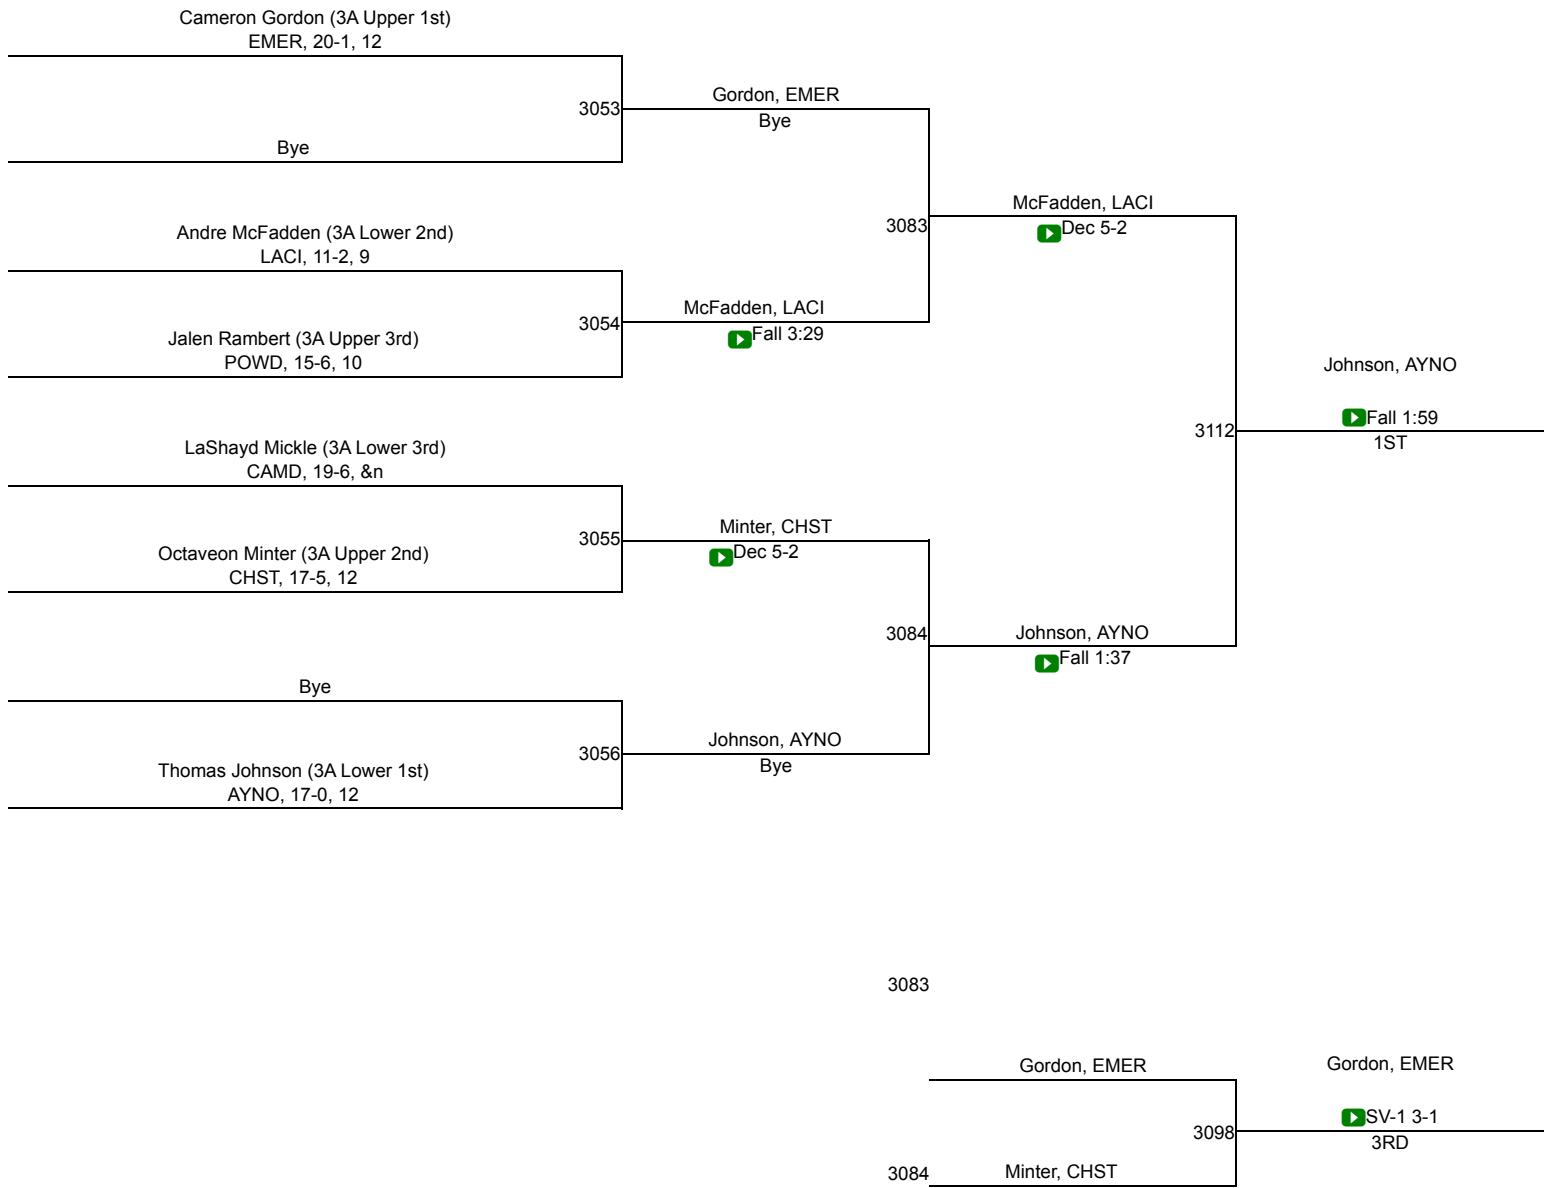 Cameron Gordon (3A Upper 1st)
EMER, 20-1, 12
3053
Gordon, EMER
Bye
Bye
3083
McFadden, LACI
Dec 5-2
Andre McFadden (3A Lower 2nd)
LACI, 11-2, 9
3054
McFadden, LACI
Fall 3:29
Jalen Rambert (3A Upper 3rd)
POWD, 15-6, 10
Johnson, AYNO
3112
Fall 1:59
1ST
LaShayd Mickle (3A Lower 3rd)
CAMD, 19-6, &n
3055
Minter, CHST
Dec 5-2
Octaveon Minter (3A Upper 2nd)
CHST, 17-5, 12
3084
Johnson, AYNO
Fall 1:37
Bye
3056
Johnson, AYNO
Bye
Thomas Johnson (3A Lower 1st)
AYNO, 17-0, 12
3083
Gordon, EMER
Gordon, EMER
3098
SV-1 3-1
3RD
3084
Minter, CHST